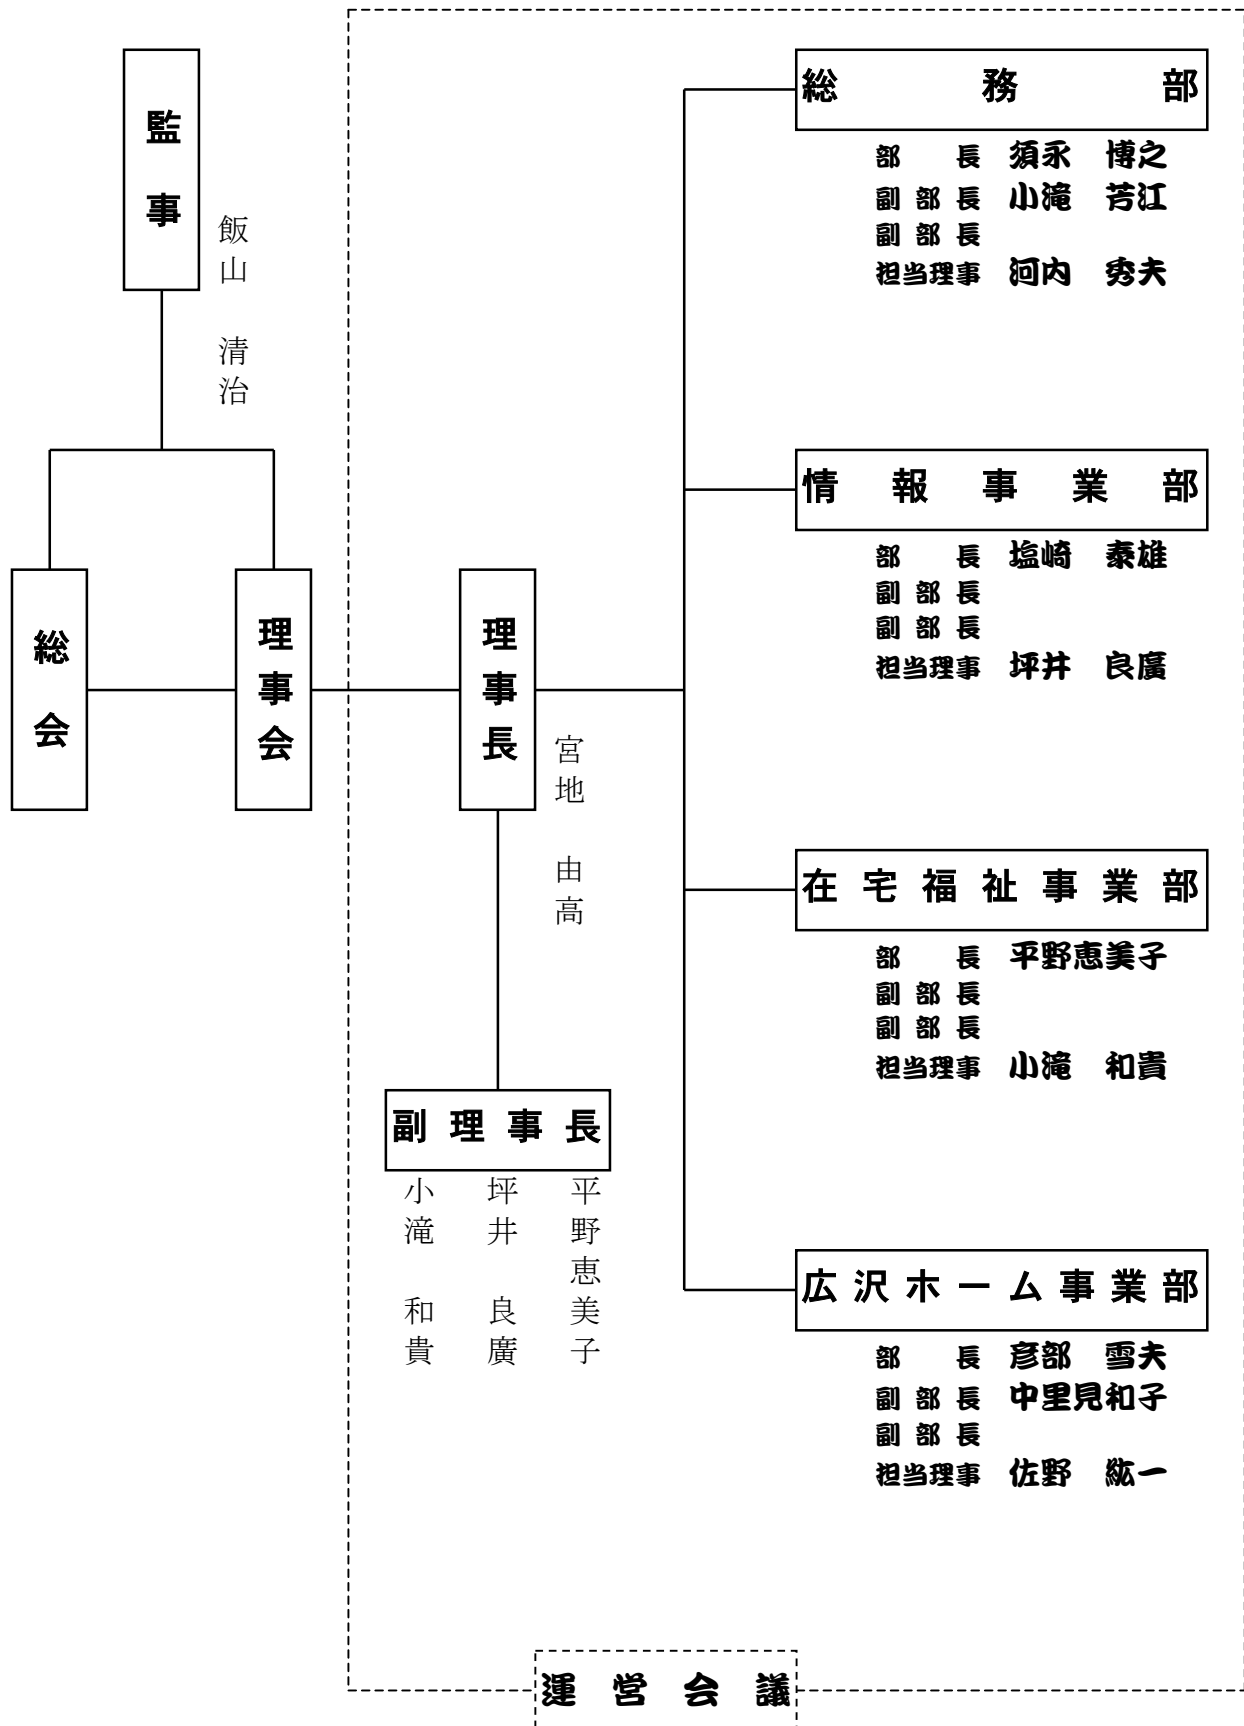 監事
飯山　清治
総会
理事会
理事長
宮地　由高
副理事長
平野恵美子
坪井　良廣
小滝　和貴
総務部
部　長　須永　博之
副部長　小滝　芳江
副部長
担当理事　河内　秀夫
情報事業部
部　長　塩崎　泰雄
副部長
副部長
担当理事　坪井　良廣
在宅福祉事業部
部　長　平野恵美子
副部長
副部長
担当理事　小滝　和貴
広沢ホーム事業部
部　長　彦部　雪夫
副部長　中里見和子
副部長
担当理事　佐野　紘一
運営会議